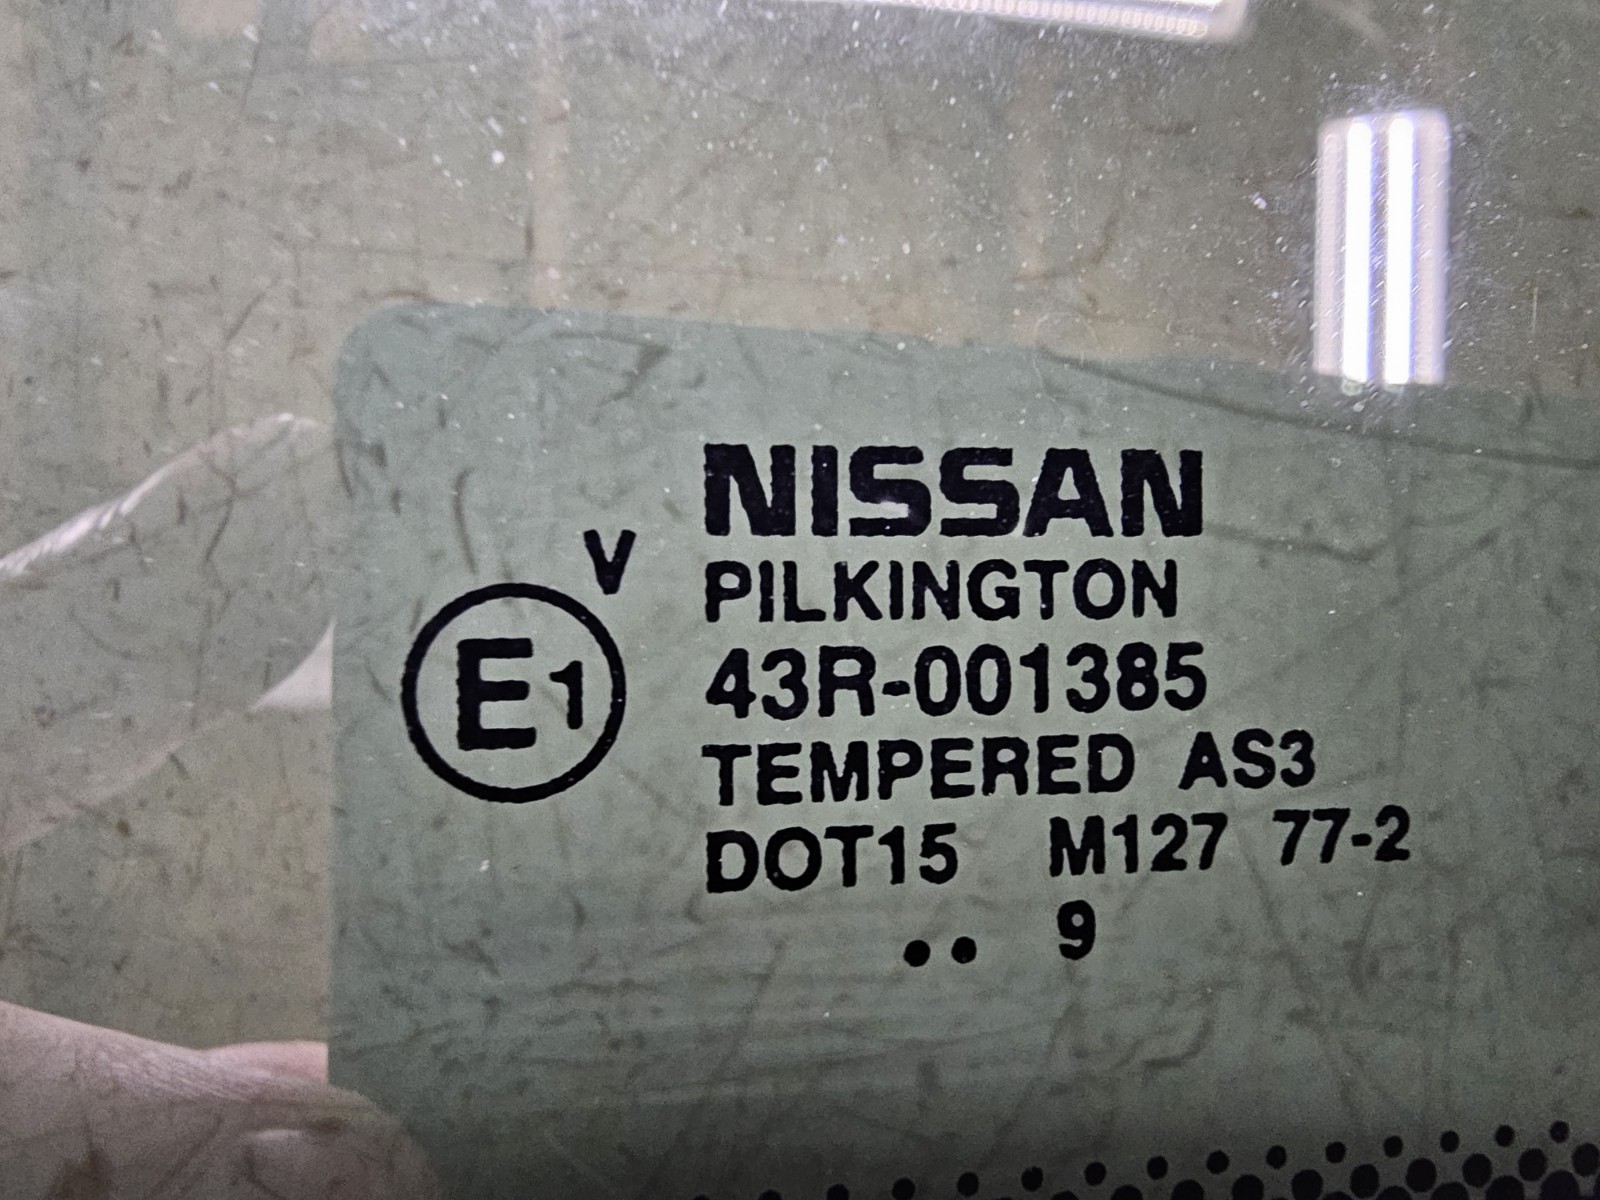 NISSAN
V
PILKINGTON
E1
43R-001385
TEMPERED AS3
DOT15 M127 77-2
•• 9